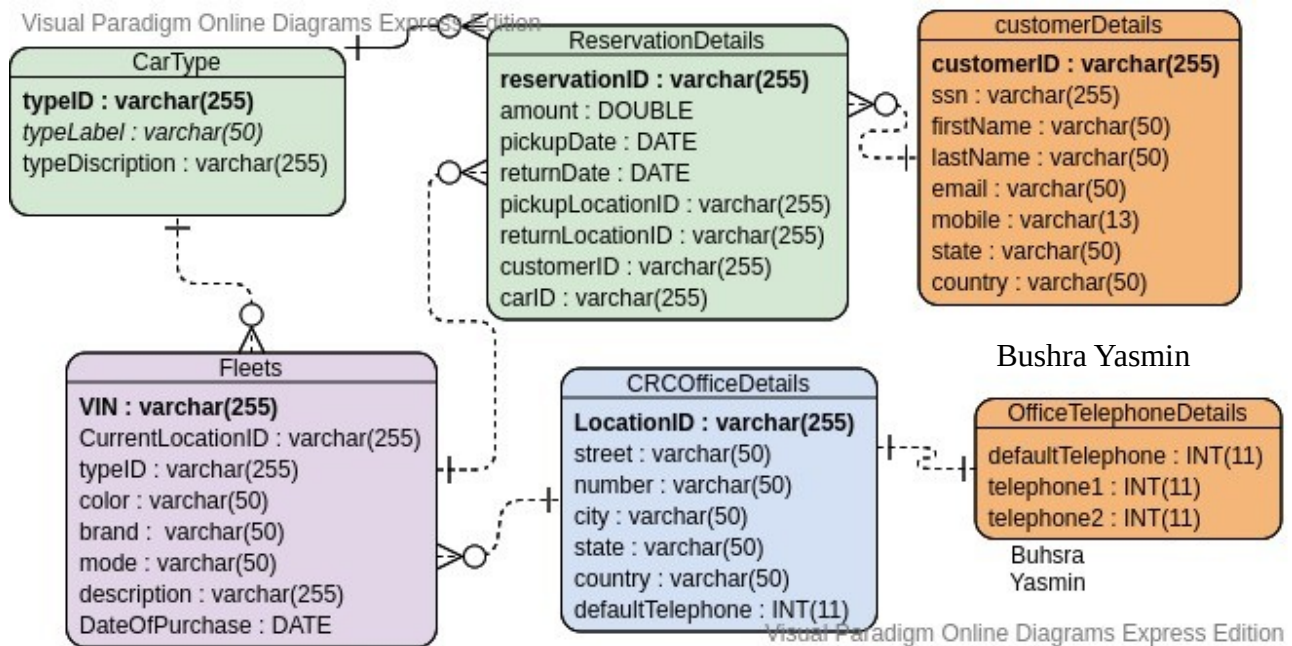 Visual Paradigm Online Diagrams Express Edition
CarType
typeID : varchar(255)
typeLabel : varchar(50)
typeDiscription : varchar(255)
ReservationDetails
reservationID : varchar(255)
amount : DOUBLE
pickupDate : DATE
returnDate : DATE
pickupLocationID : varchar(255)
returnLocationID : varchar(255)
customerID : varchar(255)
carID : varchar(255)
customerDetails
customerID : varchar(255)
ssn : varchar(255)
firstName : varchar(50)
lastName : varchar(50)
email : varchar(50)
mobile : varchar(13)
state : varchar(50)
country : varchar(50)
Fleets
VIN : varchar(255)
CurrentLocationID : varchar(255)
typeID : varchar(255)
color : varchar(50)
brand : varchar(50)
mode : varchar(50)
description : varchar(255)
DateOfPurchase : DATE
CRCOfficeDetails
LocationID : varchar(255)
street : varchar(50)
number : varchar(50)
city : varchar(50)
state : varchar(50)
country : varchar(50)
defaultTelephone : INT(11)
Bushra Yasmin
OfficeTelephoneDetails
defaultTelephone : INT(11)
telephone1 : INT(11)
telephone2 : INT(11)
Buhsra
Yasmin
Visual Paradigm Online Diagrams Express Edition